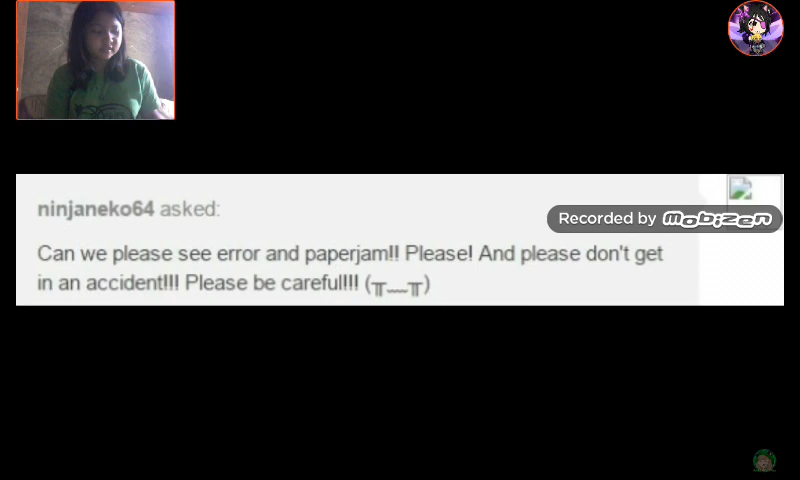 ninjaneko64 asked:
Recorded by mobizen
Can we please see error and paperjam!! Please! And please don't get
in an accident!!! Please be careful!!! (╥﹏╥)